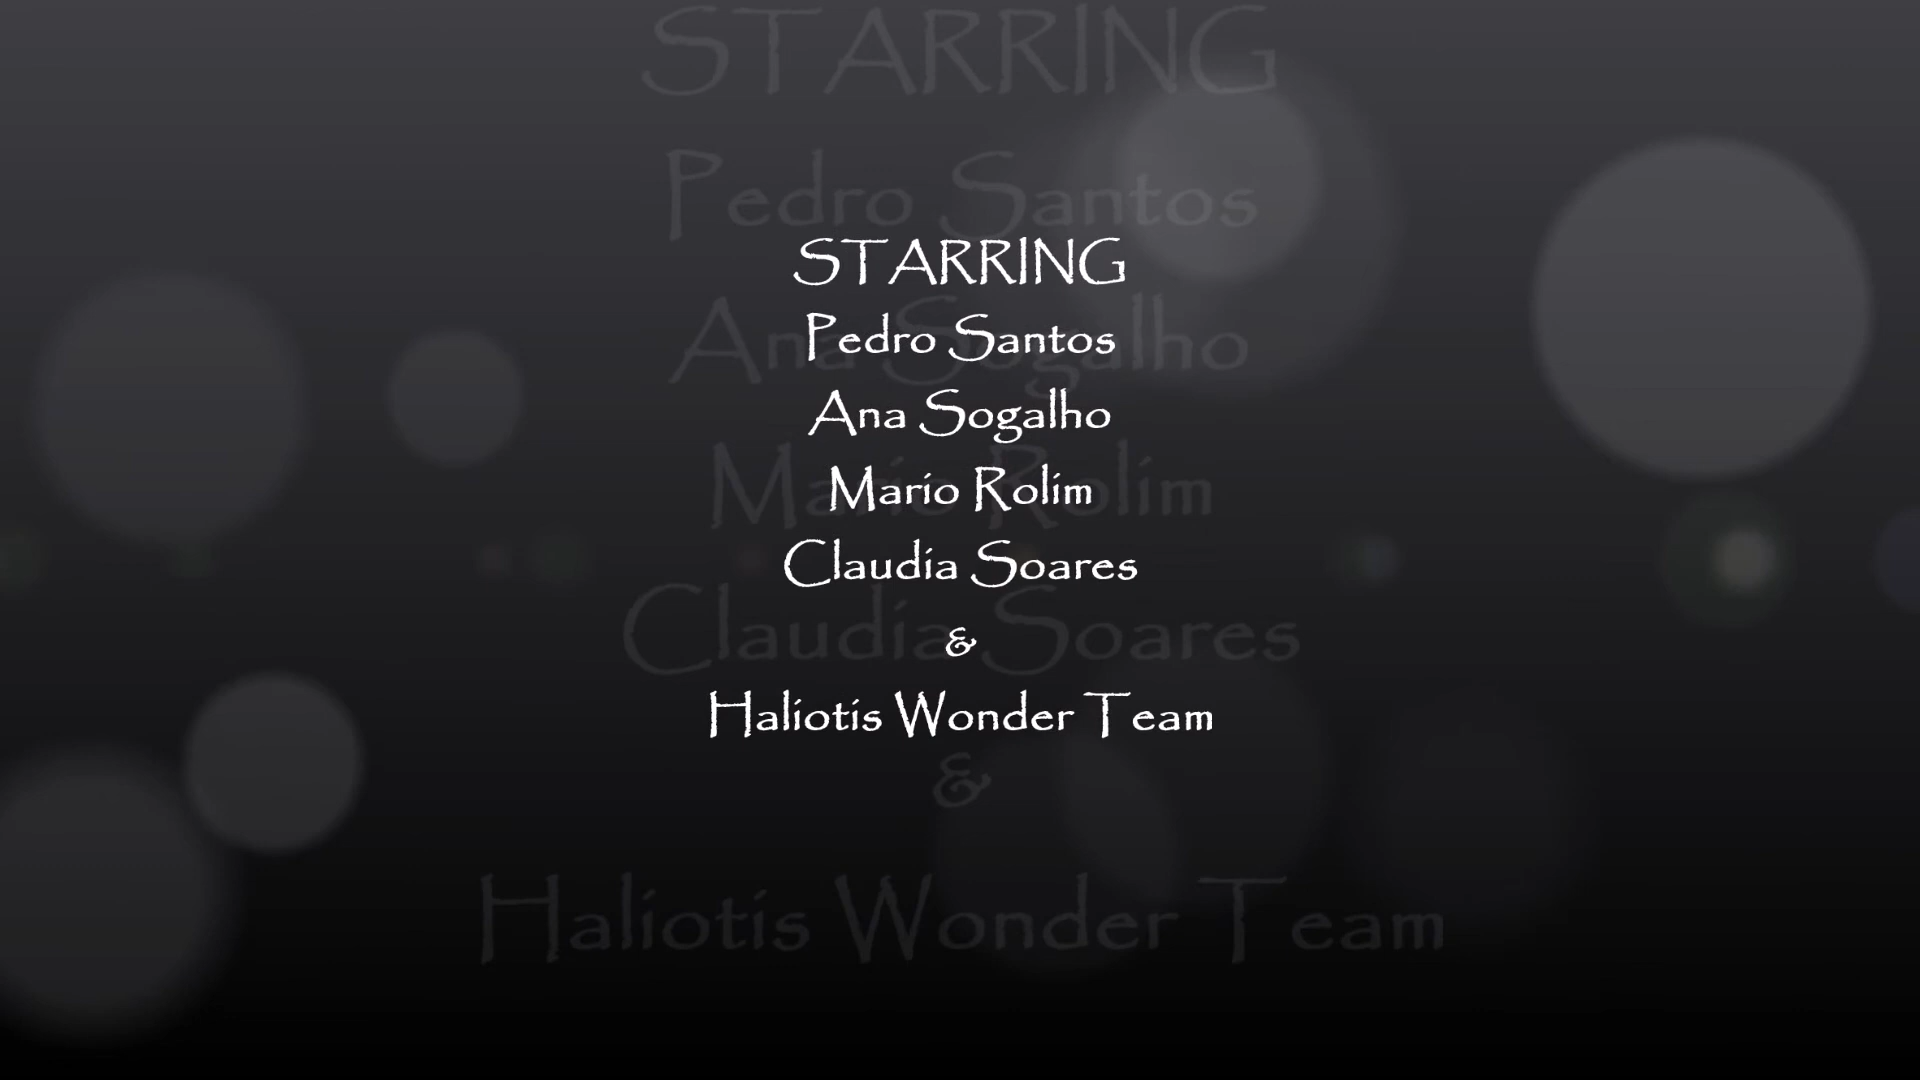 STARRING
Pedro Santos
Ana Sogalho
Mario Rolim
Claudia Soares
&
Haliotis Wonder Team